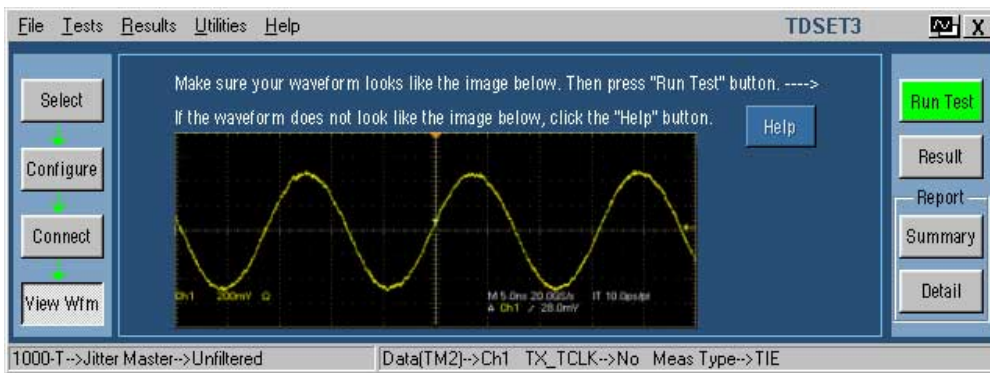 File Tests Results Utilities Help TDSET3 X
Make sure your waveform looks like the image below. Then press "Run Test" button. ---->
If the waveform does not look like the image below, click the "Help" button.
Help
Select
Configure
Connect
View Wfm
Ch1 200mV Ω
M 5.0ns 20.0GS/s IT 10.0ps/pt
A Ch1 / 28.0mV
Run Test
Result
Report
Summary
Detail
1000-T-->Jitter Master-->Unfiltered Data(TM2)-->Ch1 TX_TCLK-->No Meas Type-->TIE